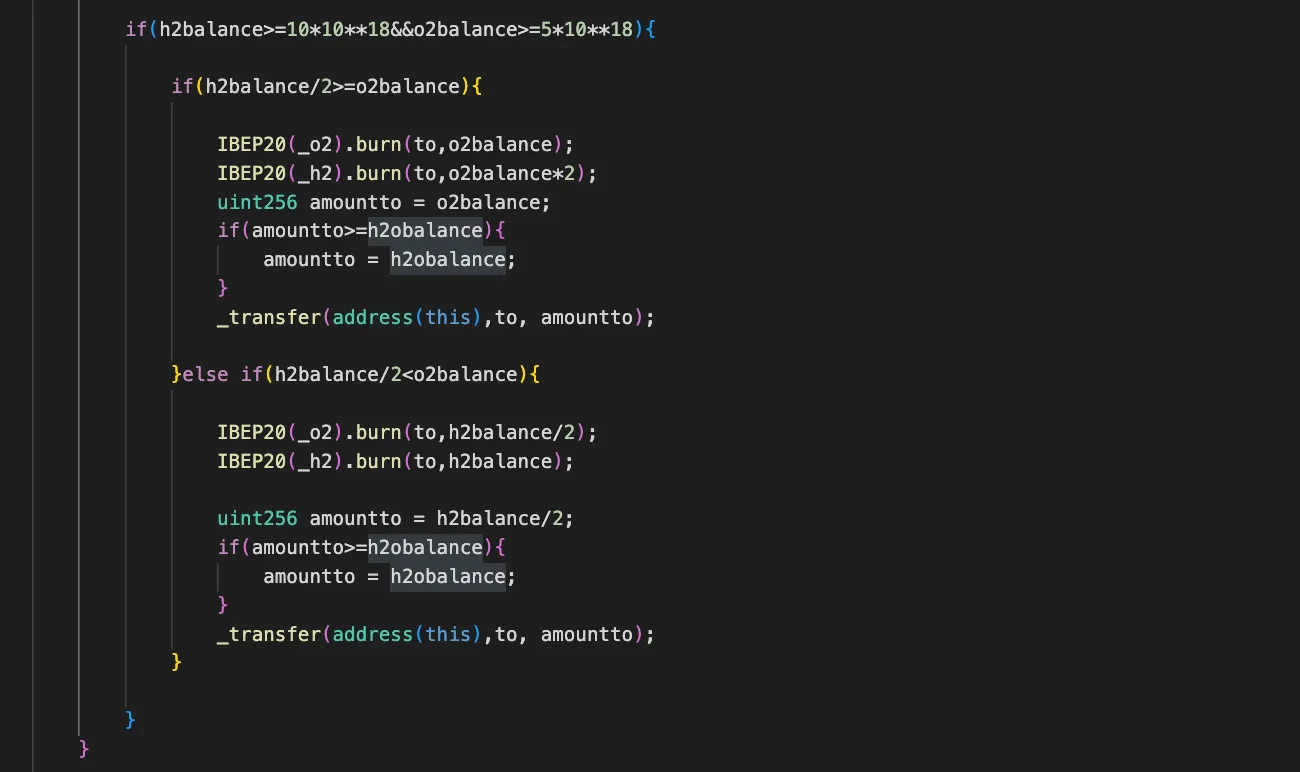 if(h2balance>=10*10**18&&o2balance>=5*10**18){
if(h2balance/2>=o2balance){
IBEP20(_o2).burn(to,o2balance);
IBEP20(_h2).burn(to,o2balance*2);
uint256 amountto = o2balance;
if(amountto>=h2obalance){
amountto = h2obalance;
}
_transfer(address(this),to, amountto);
}else if(h2balance/2<o2balance){
IBEP20(_o2).burn(to,h2balance/2);
IBEP20(_h2).burn(to,h2balance);
uint256 amountto = h2balance/2;
if(amountto>=h2obalance){
amountto = h2obalance;
}
_transfer(address(this),to, amountto);
}
}
}